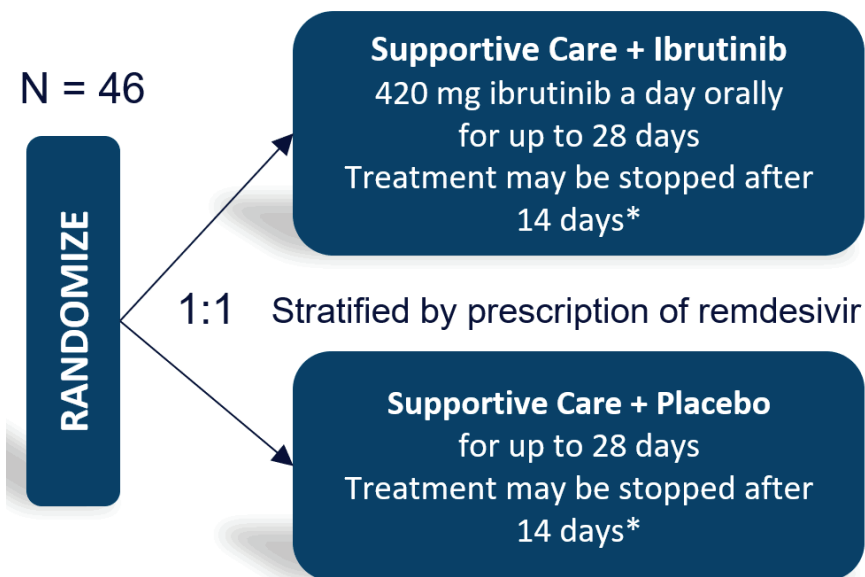 N = 46
RANDOMIZE
Supportive Care + Ibrutinib
420 mg ibrutinib a day orally
for up to 28 days
Treatment may be stopped after
14 days*
1:1 Stratified by prescription of remdesivir
Supportive Care + Placebo
for up to 28 days
Treatment may be stopped after
14 days*